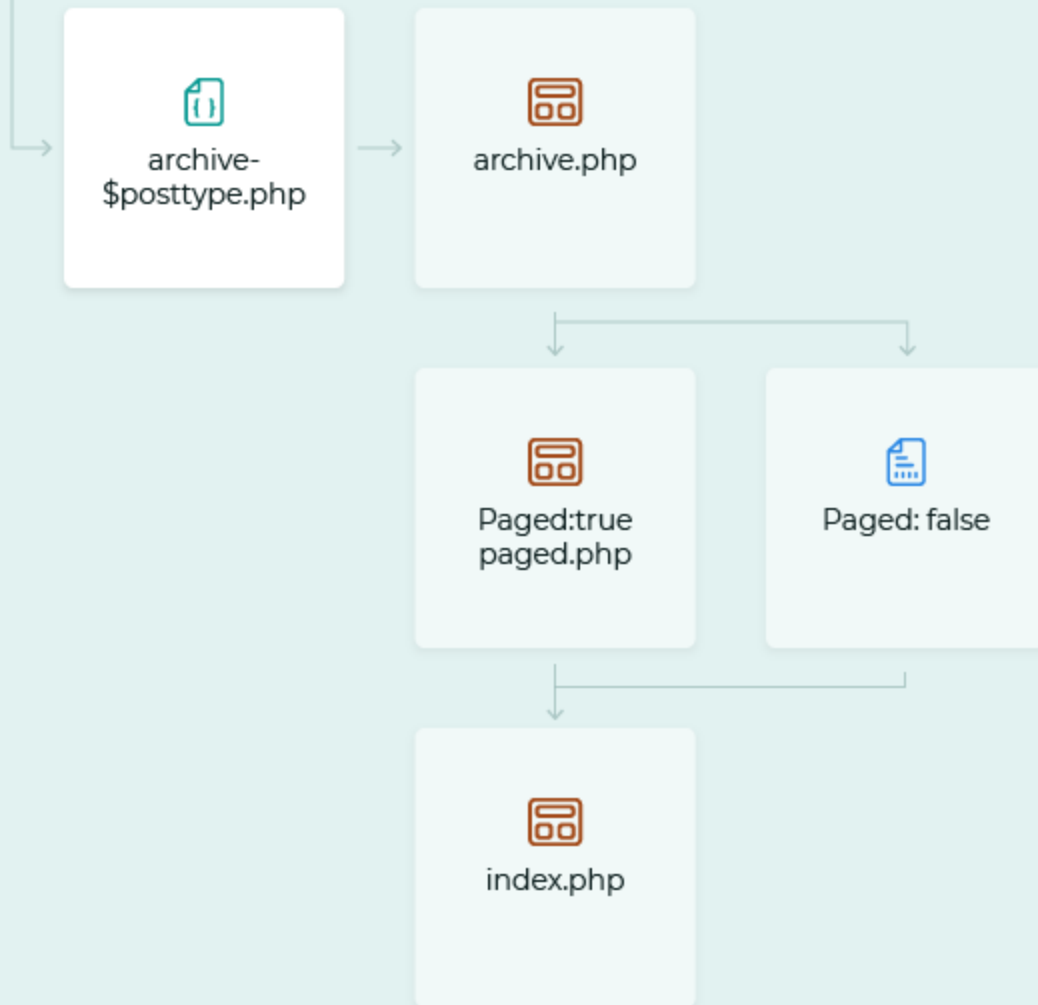 archive-
$posttype.php
archive.php
Paged:true
paged.php
Paged: false
index.php